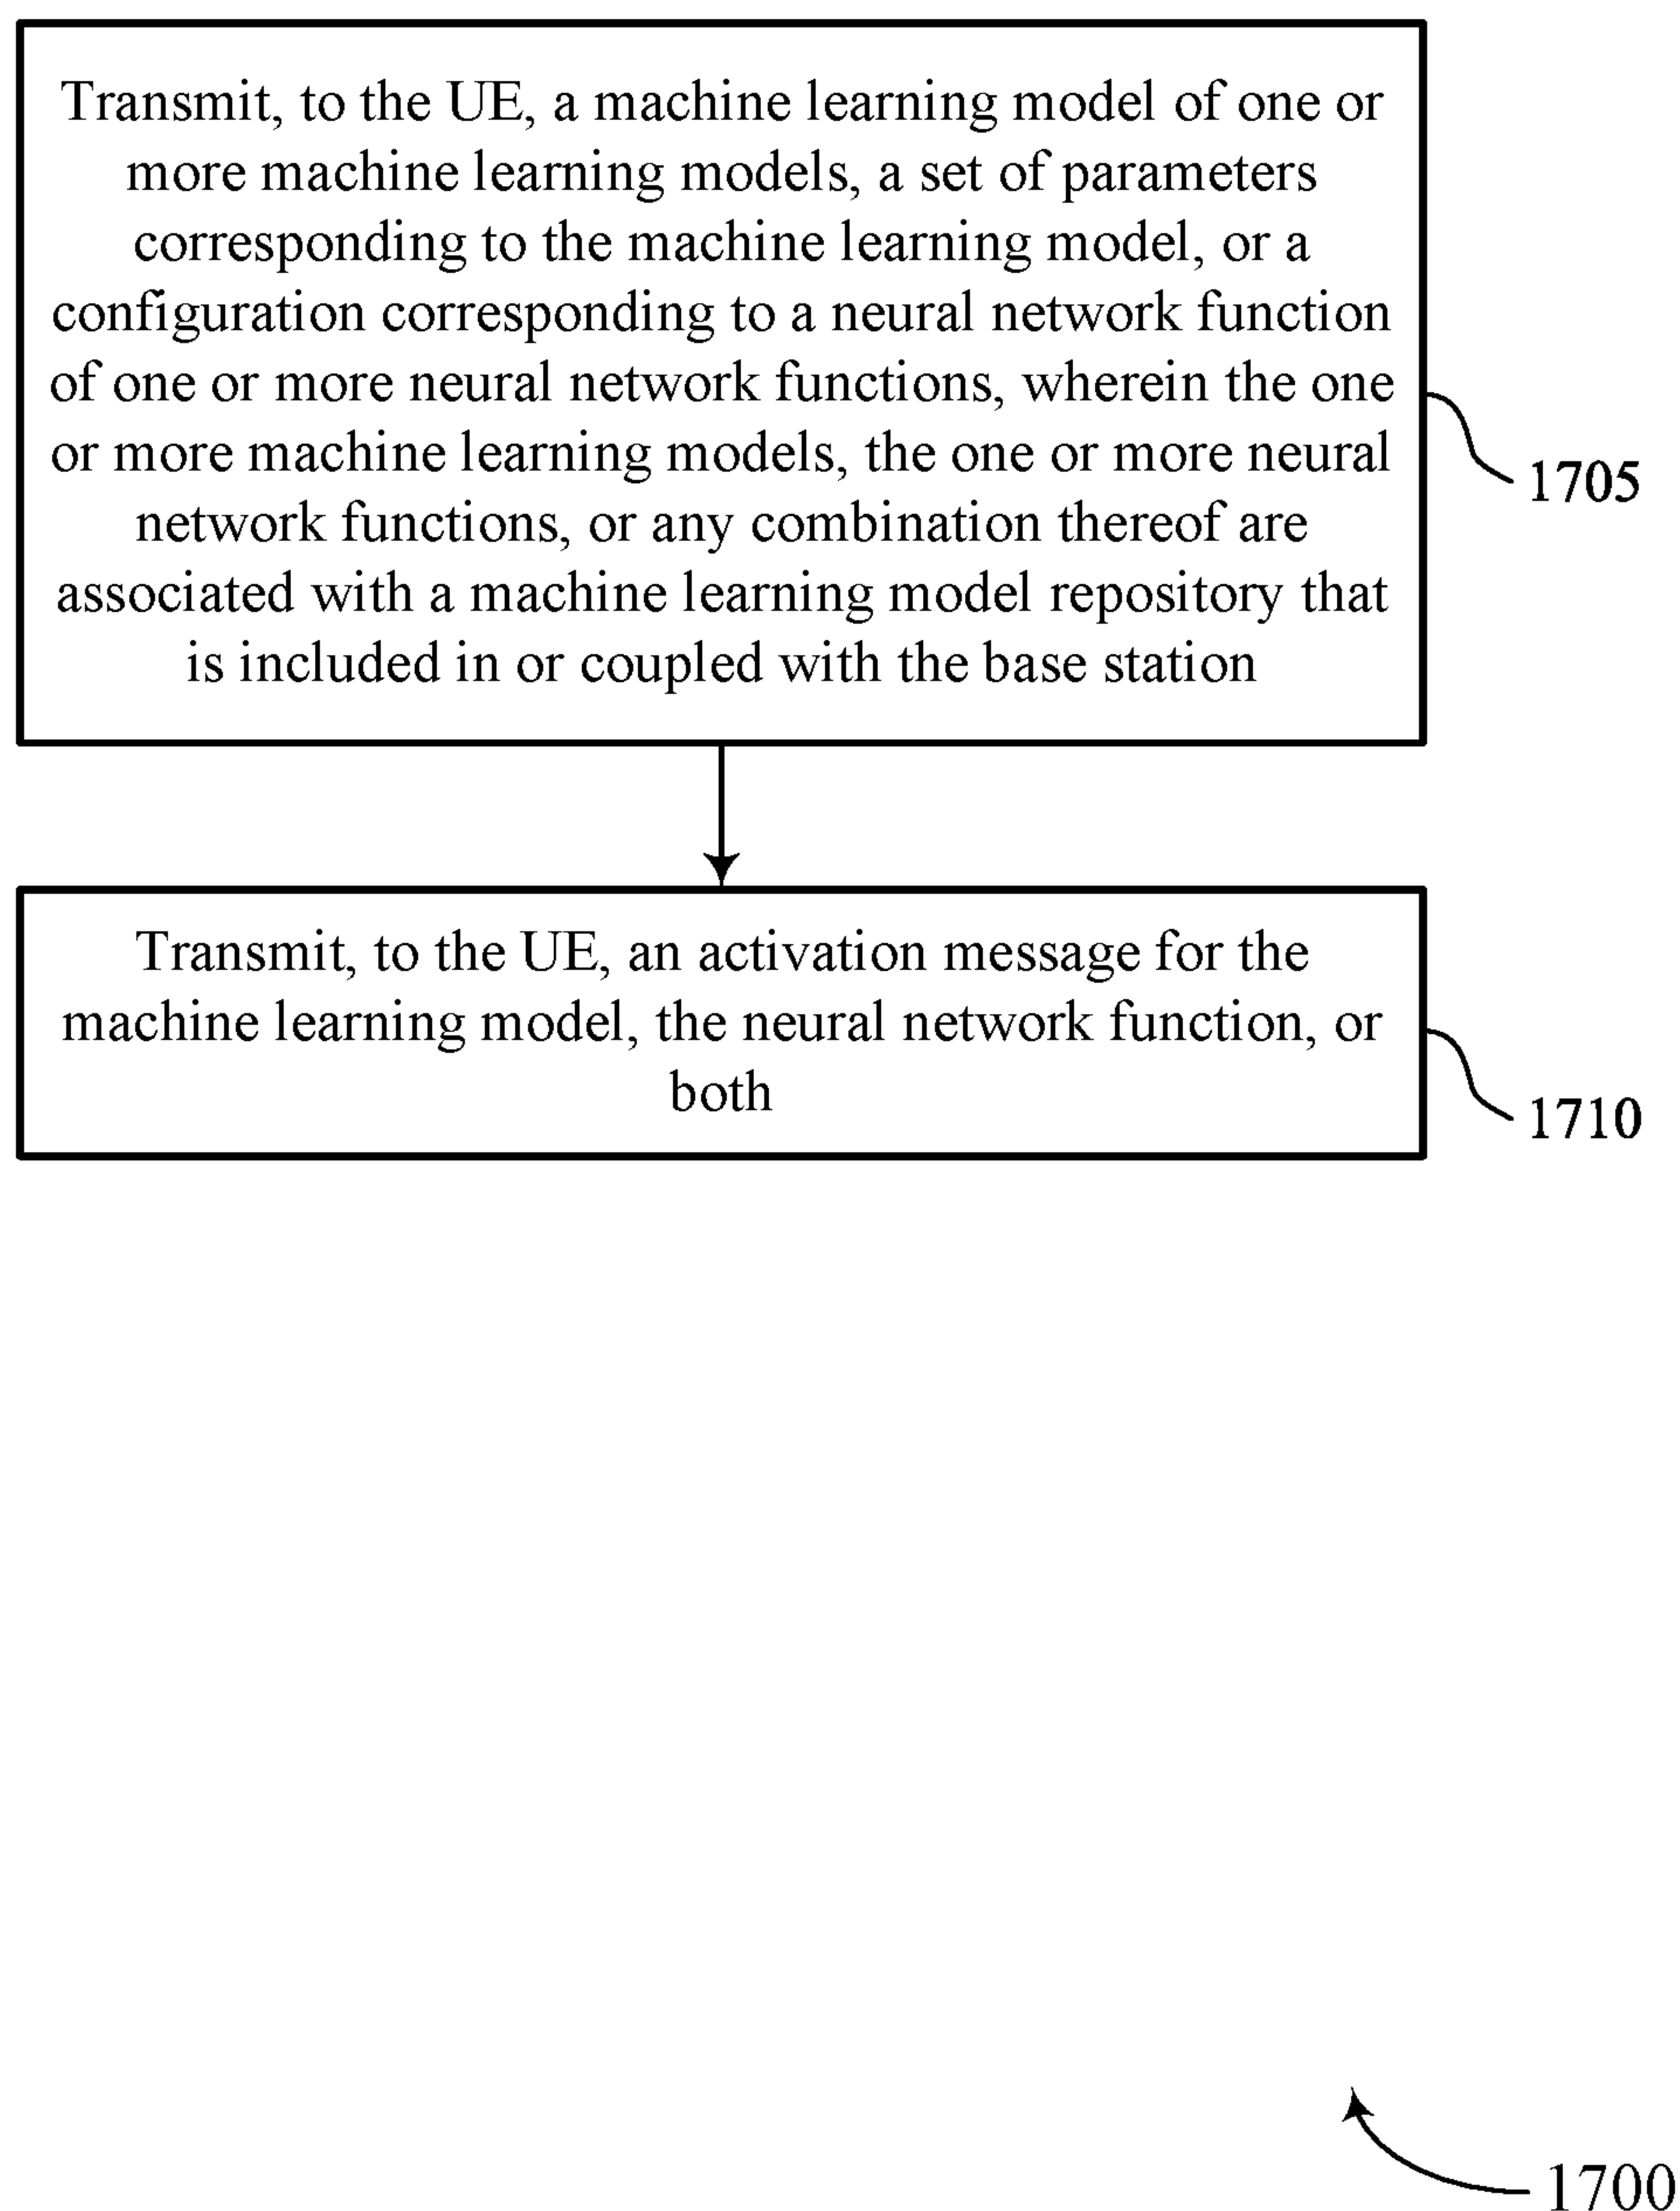 Transmit, to the UE, a machine learning model of one or
more machine learning models, a set of parameters
corresponding to the machine learning model, or a
configuration corresponding to a neural network function
of one or more neural network functions, wherein the one
or more machine learning models, the one or more neural
network functions, or any combination thereof are
associated with a machine learning model repository that
is included in or coupled with the base station
1705
Transmit, to the UE, an activation message for the
machine learning model, the neural network function, or
both
1710
1700